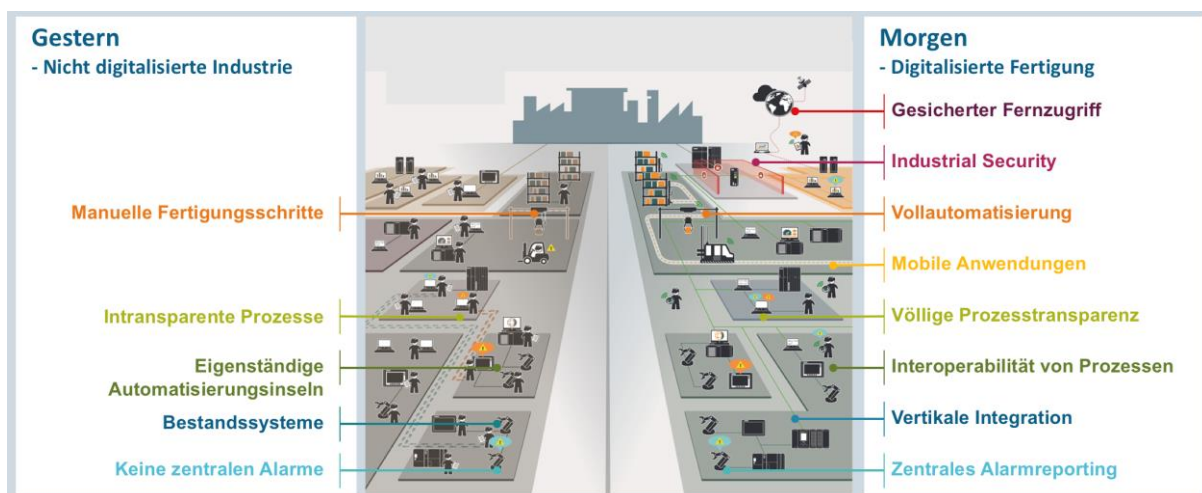 Gestern
- Nicht digitalisierte Industrie
Manuelle Fertigungsschritte
Intransparente Prozesse
Eigenständige
Automatisierungsinseln
Bestandssysteme
Keine zentralen Alarme
Morgen
- Digitalisierte Fertigung
Gesicherter Fernzugriff
Industrial Security
Vollautomatisierung
Mobile Anwendungen
Völlige Prozesstransparenz
Interoperabilität von Prozessen
Vertikale Integration
Zentrales Alarmreporting